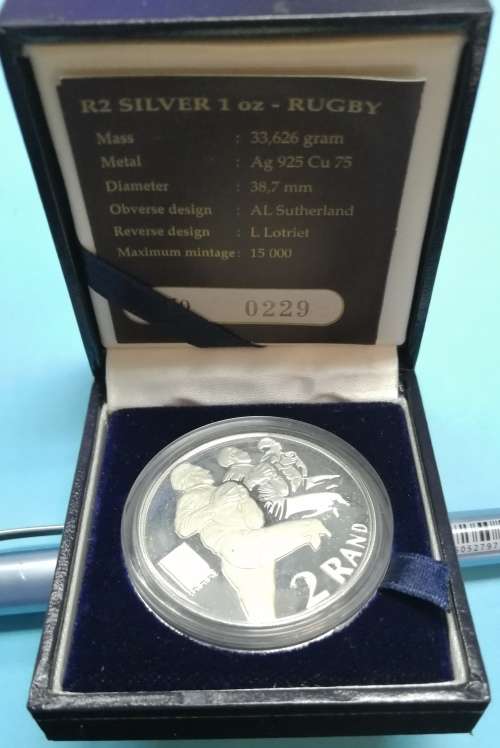 R2 SILVER 1 oz - RUGBY
Mass : 33,626 gram
Metal : Ag 925 Cu 75
Diameter : 38,7 mm
Obverse design : AL Sutherland
Reverse design : L Lotriet
Maximum mintage: 15 000
0229
2 RAND